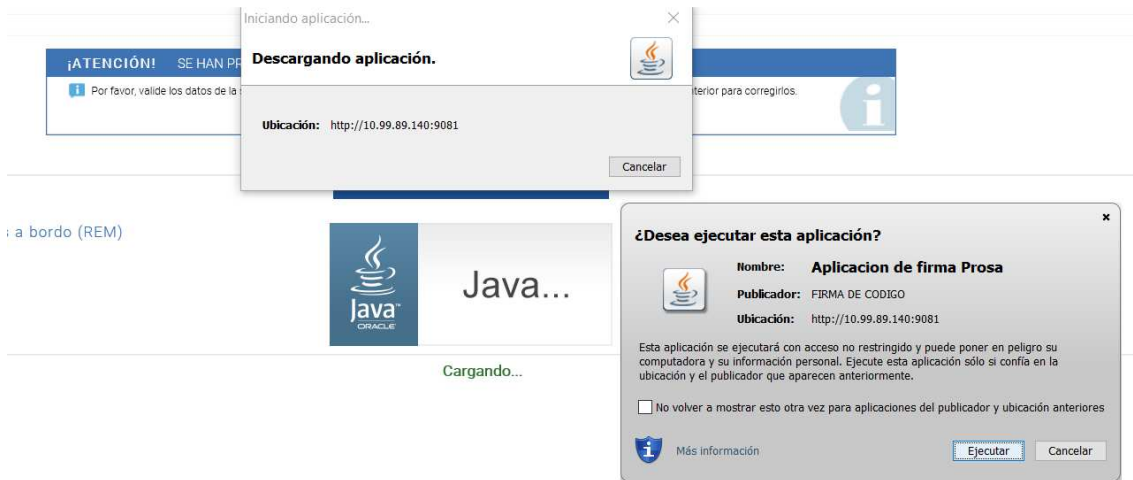 Iniciando aplicación...
Descargando aplicación.
Ubicación: http://10.99.89.140:9081
Cancelar
¡ATENCIÓN! SE HAN PR
Por favor, valide los datos de la
terior para corregirlos.
s a bordo (REM)
Java
ORACLE
Java...
Cargando...
¿Desea ejecutar esta aplicación?
Nombre: Aplicacion de firma Prosa
Publicador: FIRMA DE CODIGO
Ubicación: http://10.99.89.140:9081
Esta aplicación se ejecutará con acceso no restringido y puede poner en peligro su
computadora y su información personal. Ejecute esta aplicación sólo si confía en la
ubicación y el publicador que aparecen anteriormente.
No volver a mostrar esto otra vez para aplicaciones del publicador y ubicación anteriores
Más información
Ejecutar
Cancelar